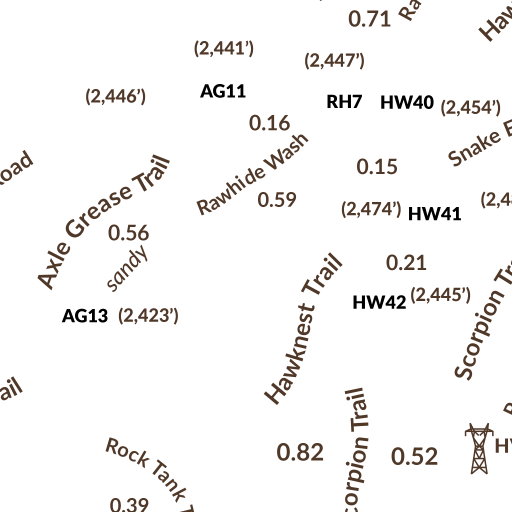 0.71
(2,441’)
(2,447’)
(2,446’)
AG11
RH7
HW40
(2,454’)
0.16
Rawhide Wash
0.15
Axle Grease Trail
0.59
(2,474’)
HW41
0.56
sandy
0.21
Hawknest Trail
HW42
(2,445’)
AG13
(2,423’)
Rock Tank
0.82
0.52
0.39